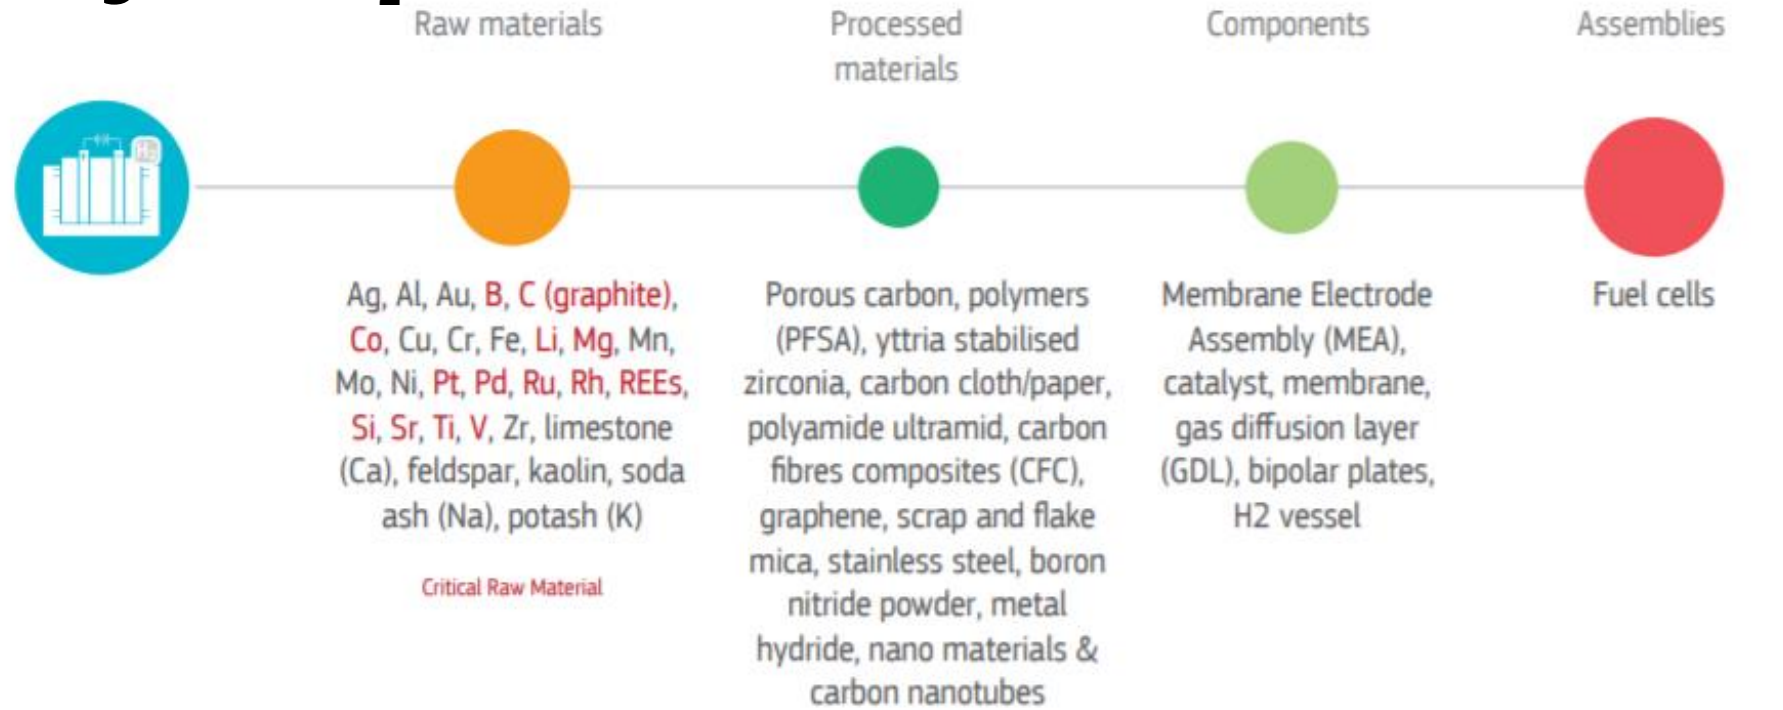 Raw materials
Processed
materials
Components
Assemblies
Ag, Al, Au, B, C (graphite),
Co, Cu, Cr, Fe, Li, Mg, Mn,
Mo, Ni, Pt, Pd, Ru, Rh, REEs,
Si, Sr, Ti, V, Zr, limestone
(Ca), feldspar, kaolin, soda
ash (Na), potash (K)
Critical Raw Material
Porous carbon, polymers
(PFSA), yttria stabilised
zirconia, carbon cloth/paper,
polyamide ultramid, carbon
fibres composites (CFC),
graphene, scrap and flake
mica, stainless steel, boron
nitride powder, metal
hydride, nano materials &
carbon nanotubes
Membrane Electrode
Assembly (MEA),
catalyst, membrane,
gas diffusion layer
(GDL), bipolar plates,
H2 vessel
Fuel cells